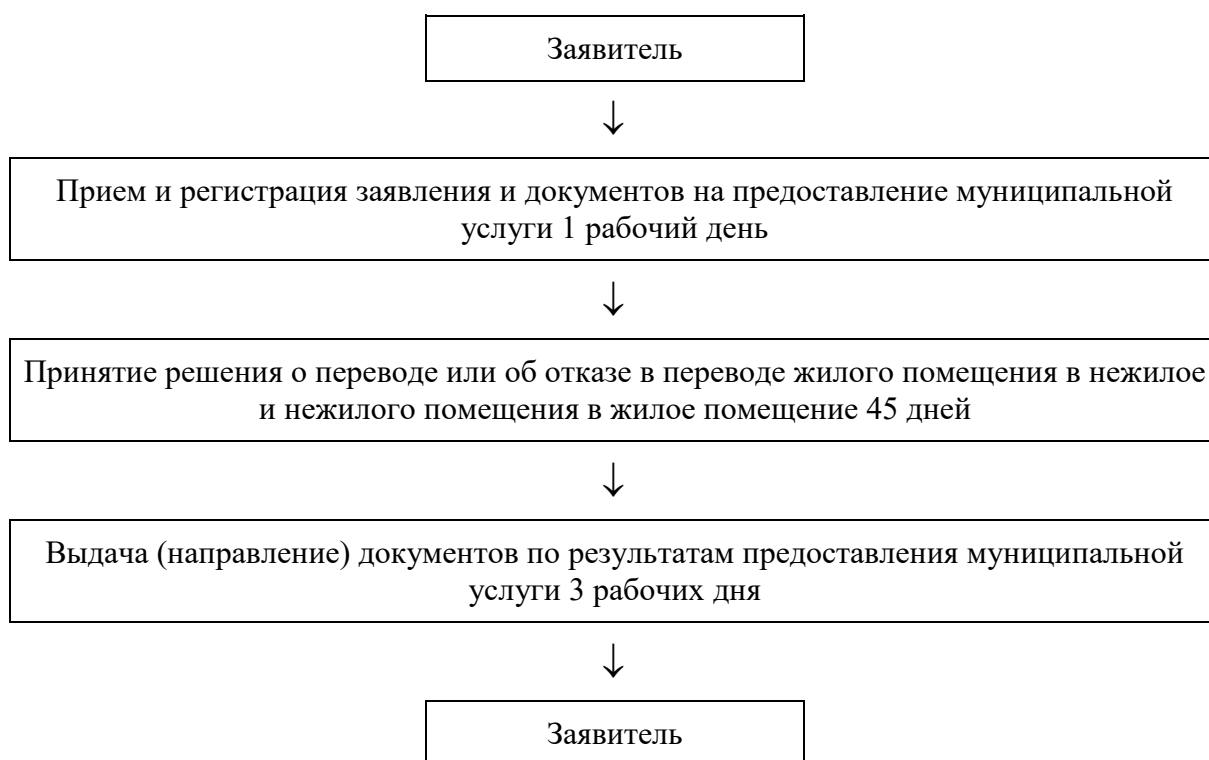 Заявитель
↓
Прием и регистрация заявления и документов на предоставление муниципальной
услуги 1 рабочий день
↓
Принятие решения о переводе или об отказе в переводе жилого помещения в нежилое
и нежилого помещения в жилое помещение 45 дней
↓
Выдача (направление) документов по результатам предоставления муниципальной
услуги 3 рабочих дня
↓
Заявитель